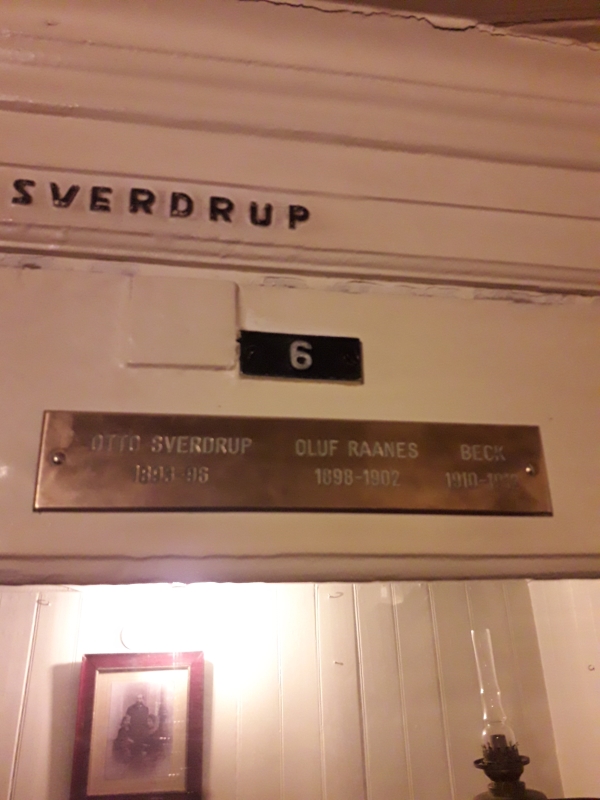 SVERDRUP
6
OTTO SVERDRUP OLUF RAANES BECK
1893-96 1898-1902